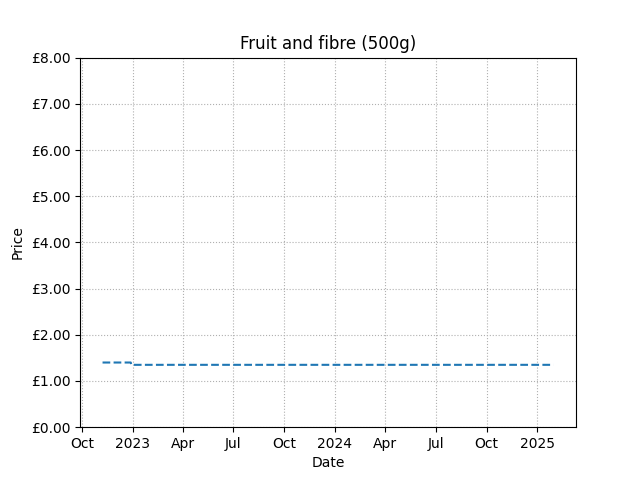 Fruit and fibre (500g)
£8.00
£7.00
£6.00
£5.00
£4.00
£3.00
£2.00
£1.00
£0.00
Price
Oct 2023 Apr Jul Oct 2024 Apr Jul Oct 2025
Date